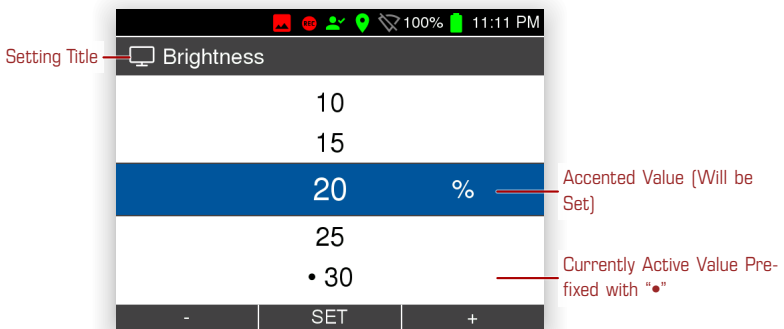 REC 100% 11:11 PM
Setting Title
Brightness
10
15
20 %
Accented Value (Will be
Set)
25
• 30
Currently Active Value Pre-
fixed with “•”
- SET +